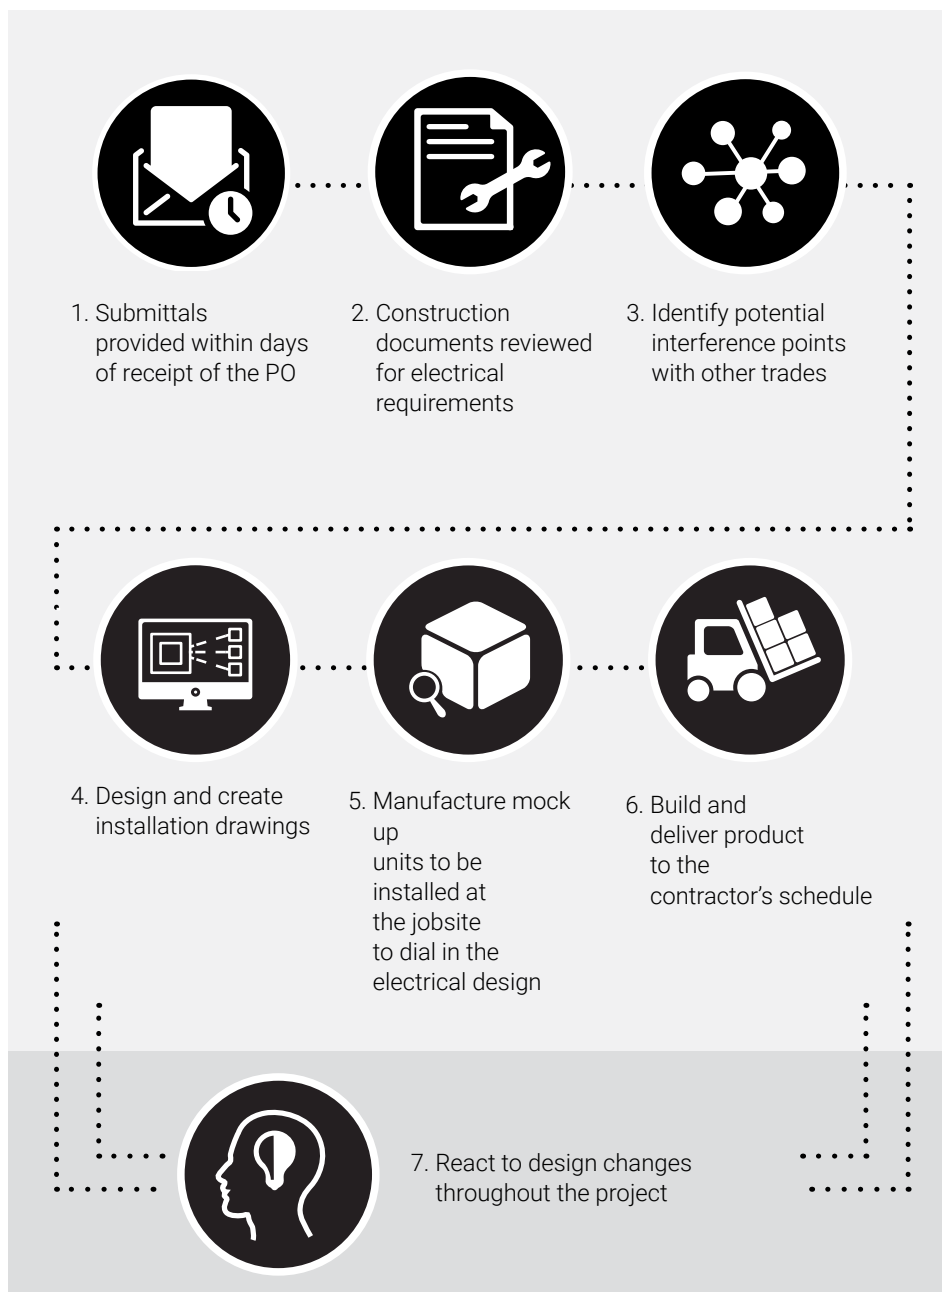 1. Submittals
provided within days
of receipt of the PO
2. Construction
documents reviewed
for electrical
requirements
3. Identify potential
interference points
with other trades
4. Design and create
installation drawings
5. Manufacture mock
up
units to be
installed at
the jobsite
to dial in the
electrical design
6. Build and
deliver product
to the
contractor’s schedule
7. React to design changes
throughout the project